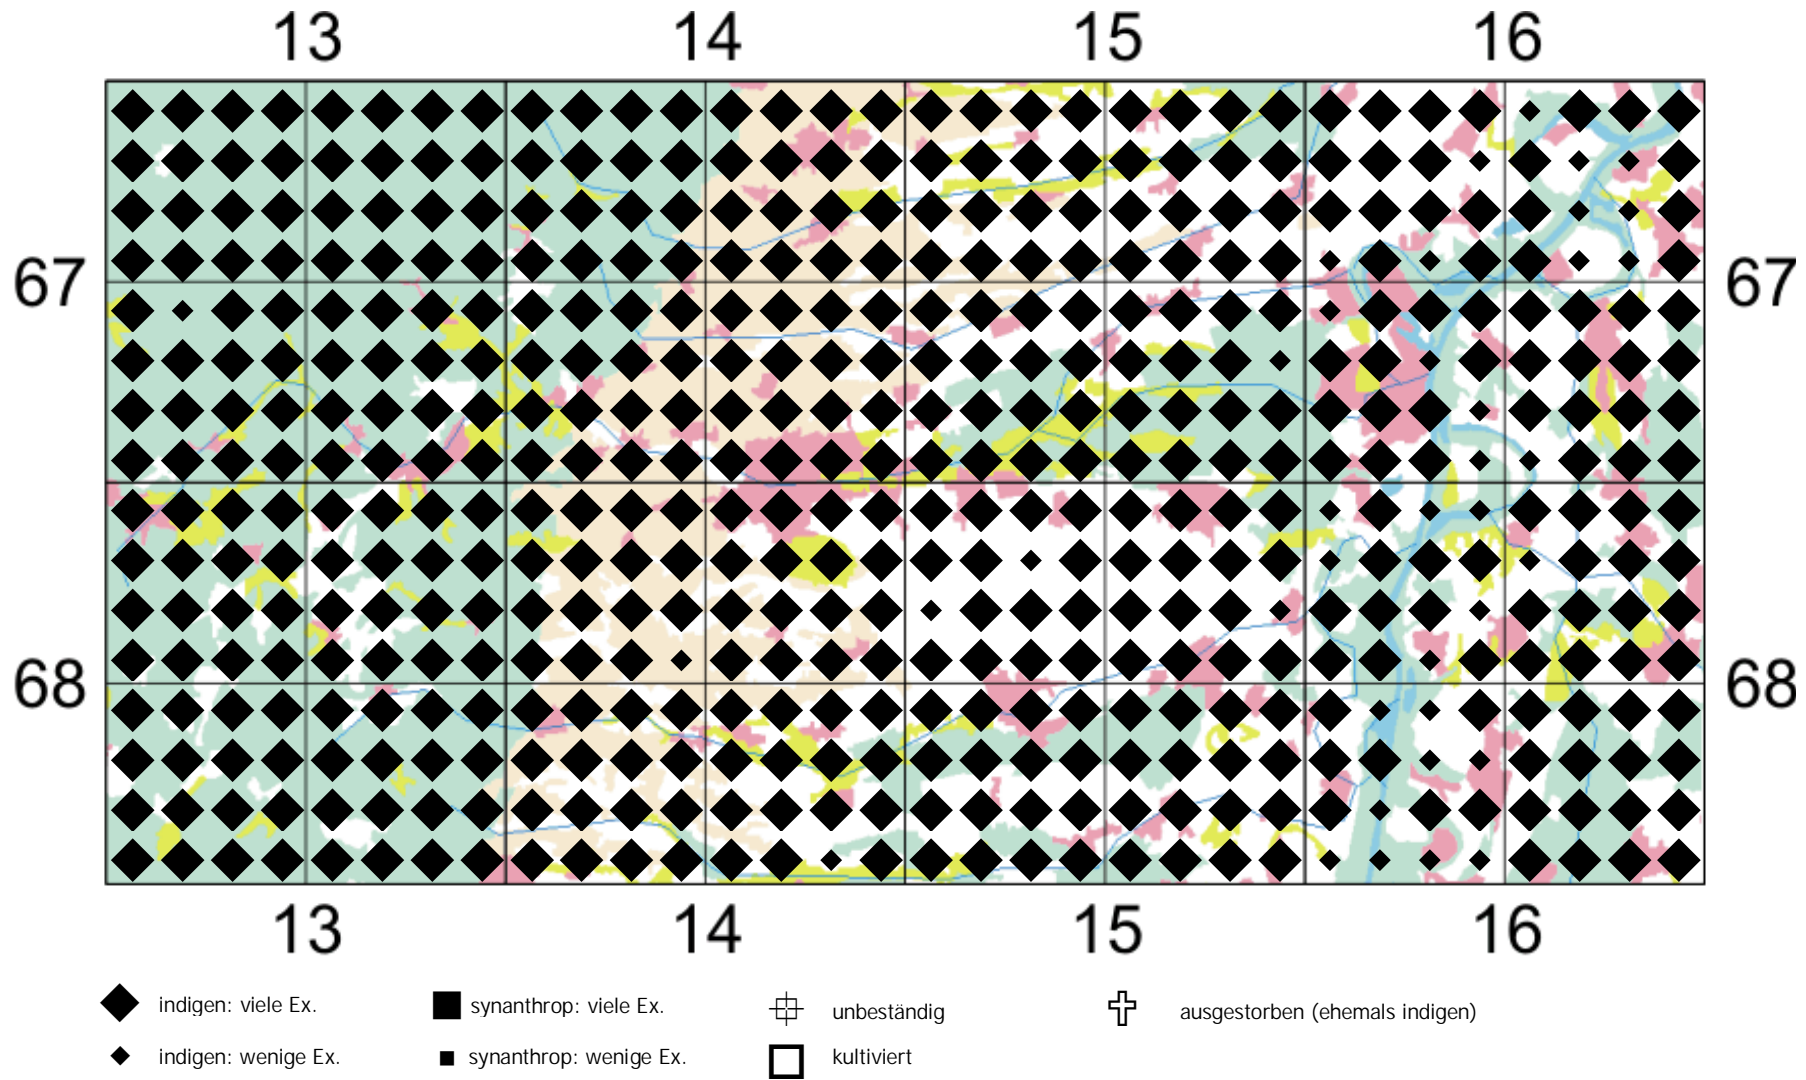 13 14 15 16
67 67
68 68
13 14 15 16
indigen: viele Ex. synanthrop: viele Ex. unbeständig ausgestorben (ehemals indigen)
indigen: wenige Ex. synanthrop: wenige Ex. kultiviert